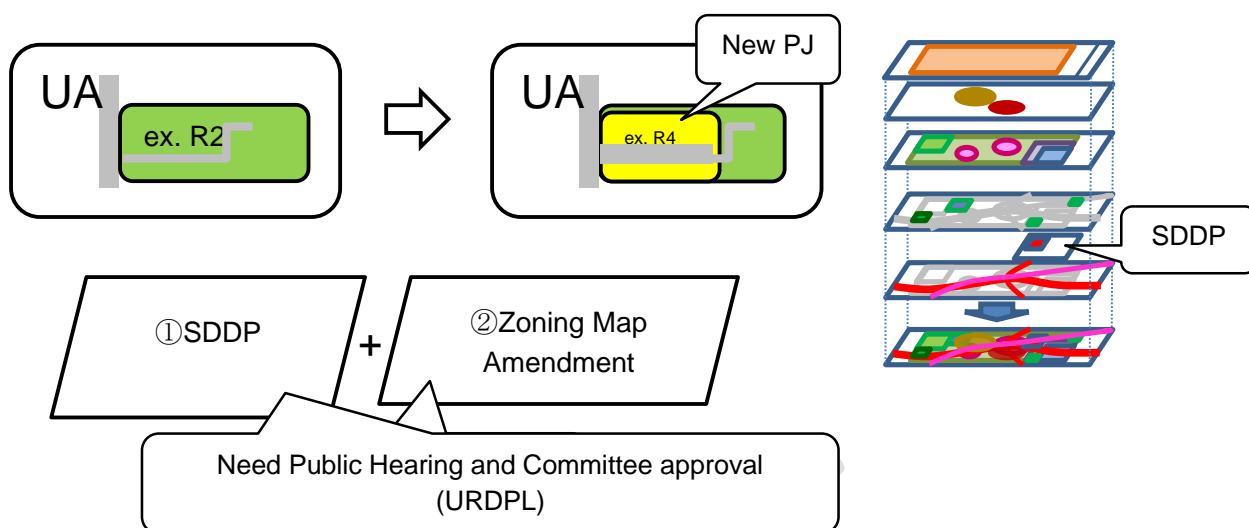 UA
ex. R2
UA
ex. R4
New PJ
SDDP
①SDDP
+
②Zoning Map
Amendment
Need Public Hearing and Committee approval
(URDPL)